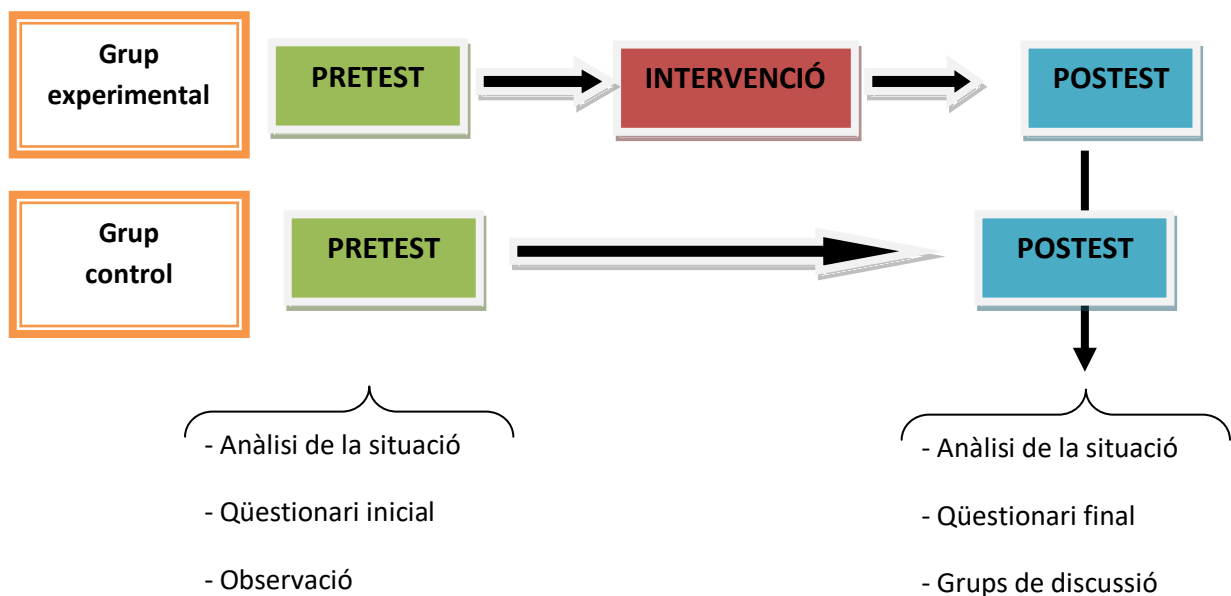 Grup
experimental
PRETEST
INTERVENCIÓ
POSTEST
Grup
control
PRETEST
POSTEST
- Anàlisi de la situació
- Qüestionari inicial
- Observació
- Anàlisi de la situació
- Qüestionari final
- Grups de discussió